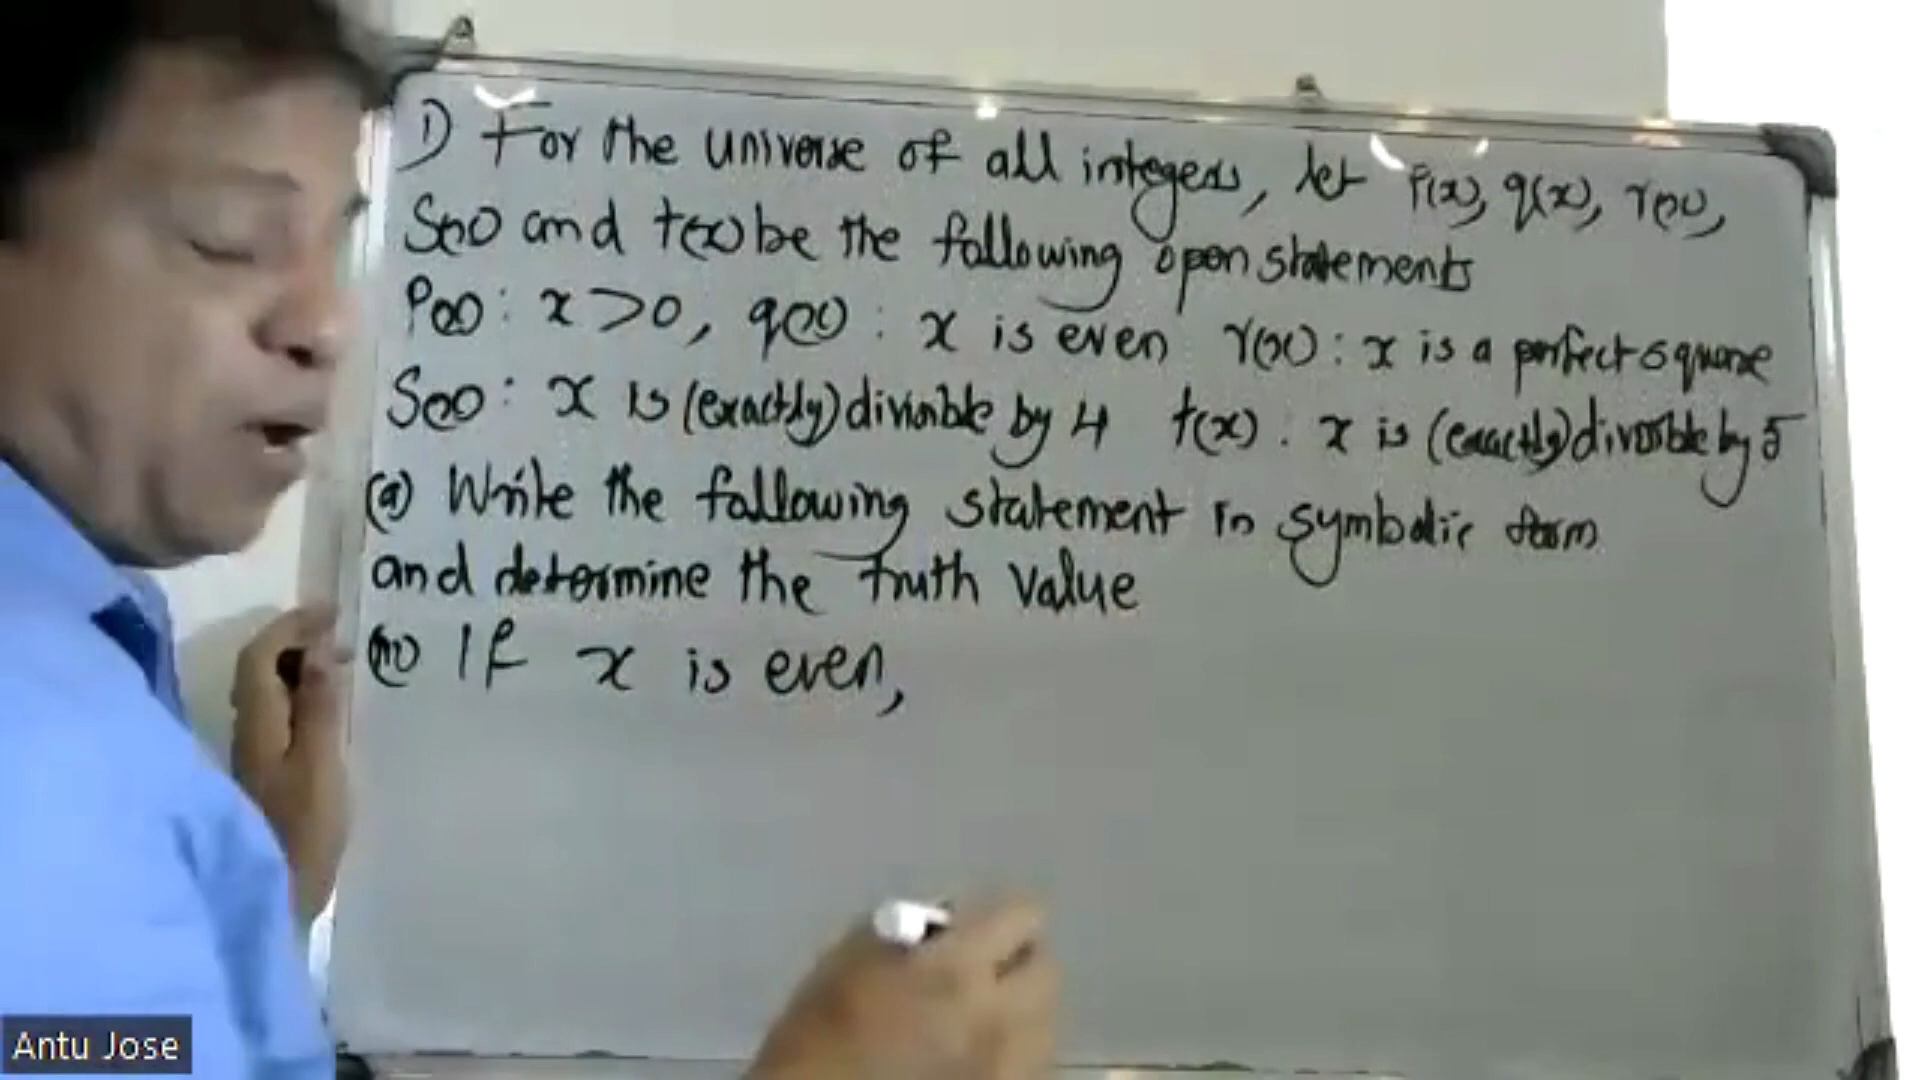 1) For the universe of all integers, let P(x), q(x), r(x),
S(x) and t(x) be the following open statements
P(x) : x > 0, q(x) : x is even r(x) : x is a perfect square
S(x) : x is (exactly) divisible by 4 t(x) : x is (exactly) divisible by 5
(a) Write the following statement in symbolic form
and determine the truth value
If x is even,
Antu Jose